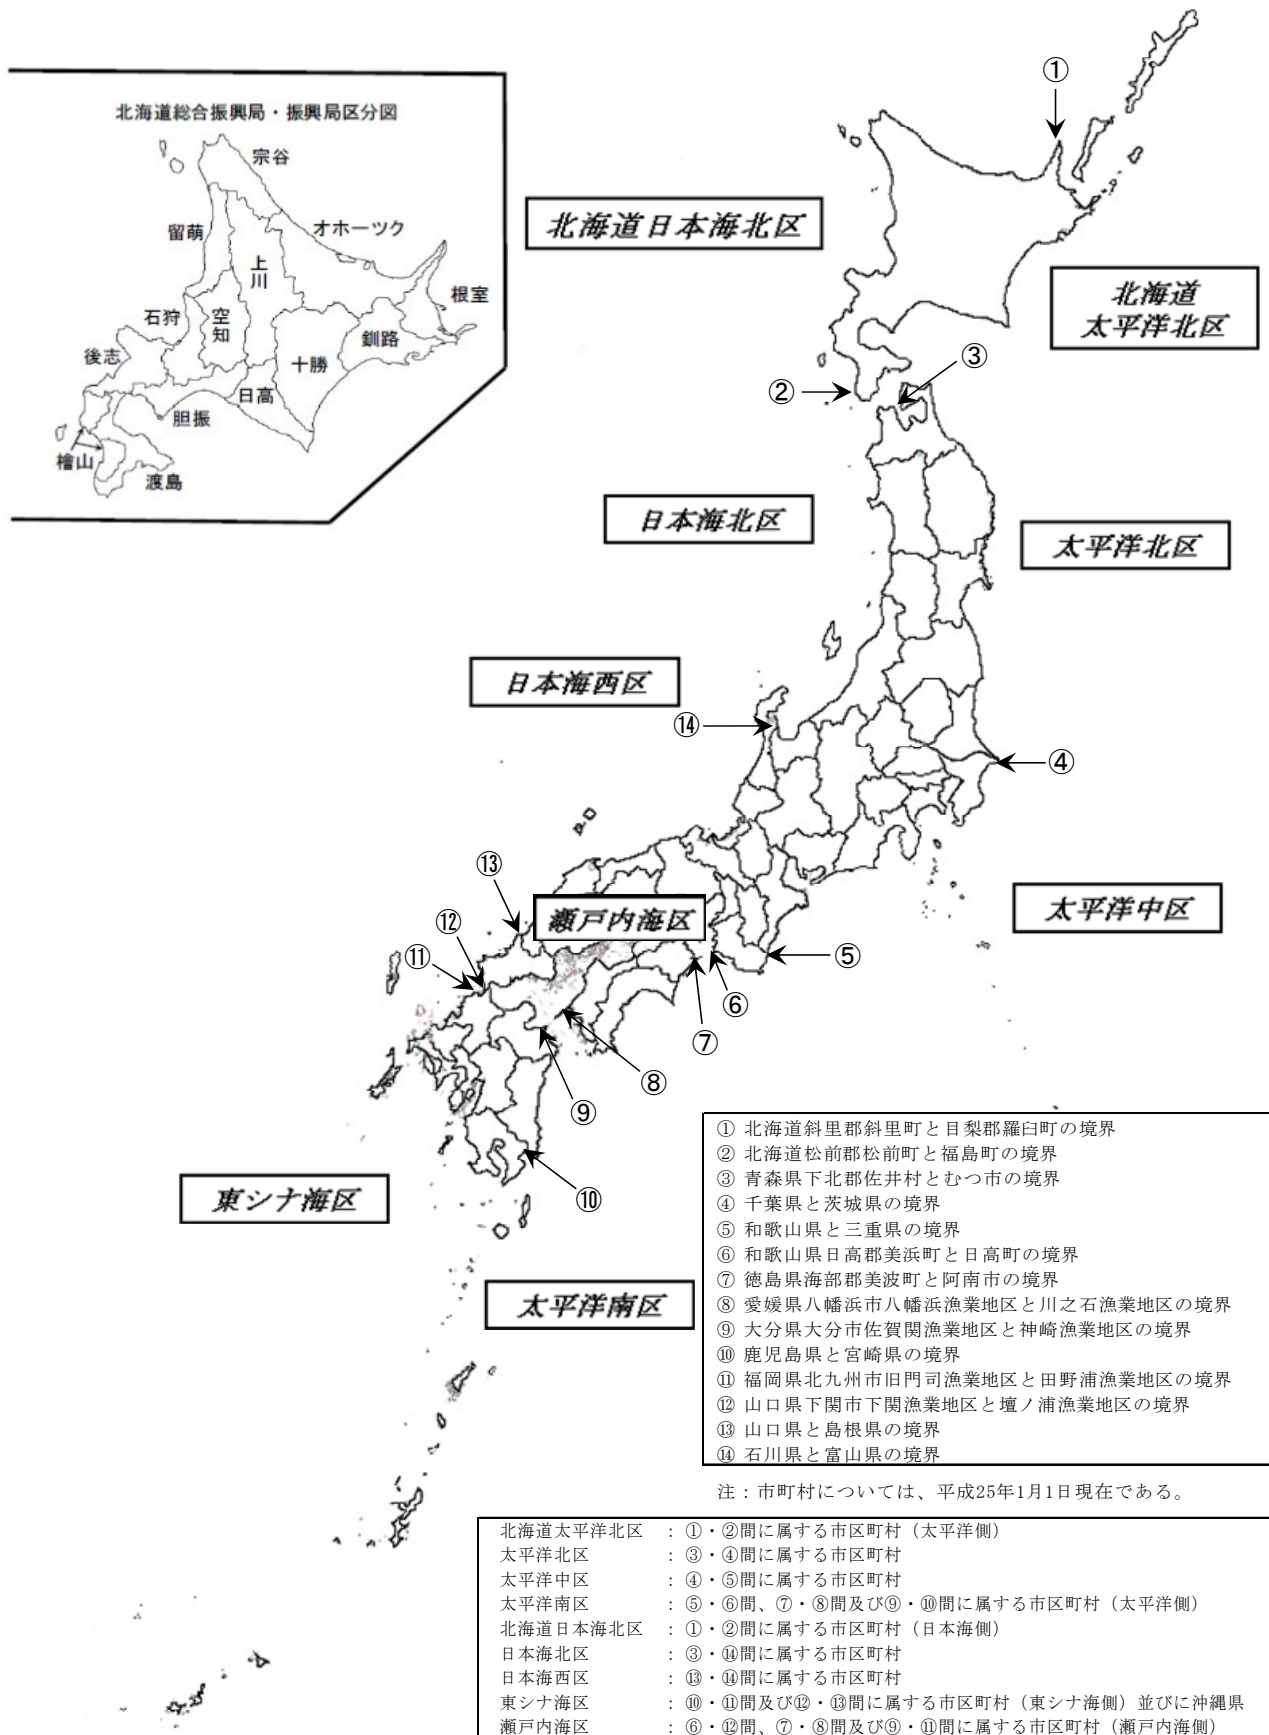 北海道総合振興局・振興局区分図
宗谷
オホーツク
留萌
上川
根室
石狩
空知
釧路
後志
十勝
日高
胆振
檜山
渡島
①
北海道日本海北区
北海道
太平洋北区
③
②
日本海北区
太平洋北区
日本海西区
⑭
④
⑬
瀬戸内海区
太平洋中区
⑫
⑪
⑤
⑥
⑦
⑧
⑨
東シナ海区
⑩
太平洋南区
① 北海道斜里郡斜里町と目梨郡羅臼町の境界
② 北海道松前郡松前町と福島町の境界
③ 青森県下北郡佐井村とむつ市の境界
④ 千葉県と茨城県の境界
⑤ 和歌山県と三重県の境界
⑥ 和歌山県日高郡美浜町と日高町の境界
⑦ 徳島県海部郡美波町と阿南市の境界
⑧ 愛媛県八幡浜市八幡浜漁業地区と川之石漁業地区の境界
⑨ 大分県大分市佐賀関漁業地区と神崎漁業地区の境界
⑩ 鹿児島県と宮崎県の境界
⑪ 福岡県北九州市旧門司漁業地区と田野浦漁業地区の境界
⑫ 山口県下関市下関漁業地区と壇ノ浦漁業地区の境界
⑬ 山口県と島根県の境界
⑭ 石川県と富山県の境界
注：市町村については、平成25年1月1日現在である。
北海道太平洋北区 ：①・②間に属する市区町村（太平洋側）
太平洋北区 ：③・④間に属する市区町村
太平洋中区 ：④・⑤間に属する市区町村
太平洋南区 ：⑤・⑥間、⑦・⑧間及び⑨・⑩間に属する市区町村（太平洋側）
北海道日本海北区 ：①・②間に属する市区町村（日本海側）
日本海北区 ：③・⑭間に属する市区町村
日本海西区 ：⑬・⑭間に属する市区町村
東シナ海区 ：⑩・⑪間及び⑫・⑬間に属する市区町村（東シナ海側）並びに沖縄県
瀬戸内海区 ：⑥・⑫間、⑦・⑧間及び⑨・⑪間に属する市区町村（瀬戸内海側）